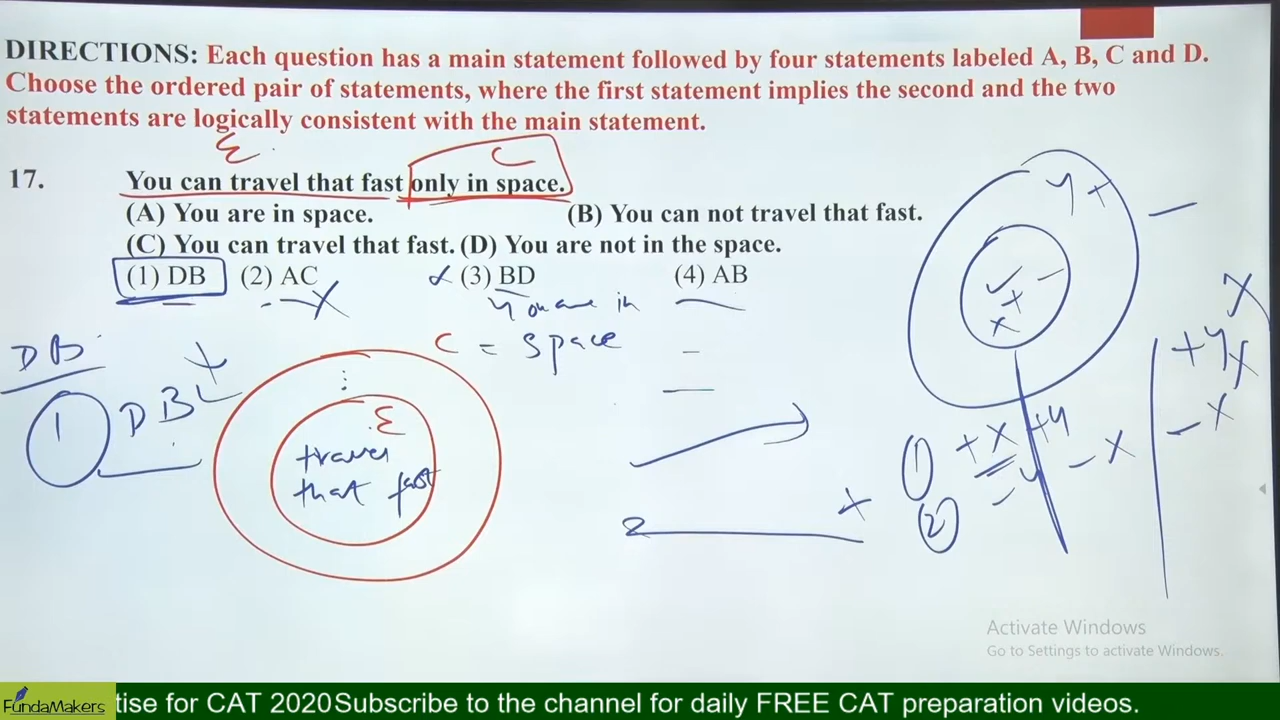 DIRECTIONS: Each question has a main statement followed by four statements labeled A, B, C and D.
Choose the ordered pair of statements, where the first statement implies the second and the two
statements are logically consistent with the main statement.
17. You can travel that fast only in space.
(A) You are in space. (B) You can not travel that fast.
(C) You can travel that fast. (D) You are not in the space.
(1) DB (2) AC (3) BD (4) AB
You are in
C = Space
DB
1 DB
travel
that fast
y +
x
+ x + y
- y - x
+ y x
- x
1
2
Activate Windows
Go to Settings to activate Windows.
FundaMakers
tise for CAT 2020Subscribe to the channel for daily FREE CAT preparation videos.